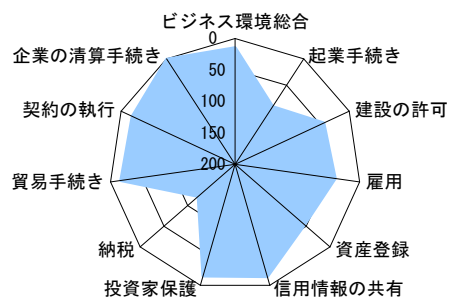 ビジネス環境総合
起業手続き
建設の許可
雇用
資産登録
信用情報の共有
投資家保護
納税
貿易手続き
契約の執行
企業の清算手続き
0
50
100
150
200